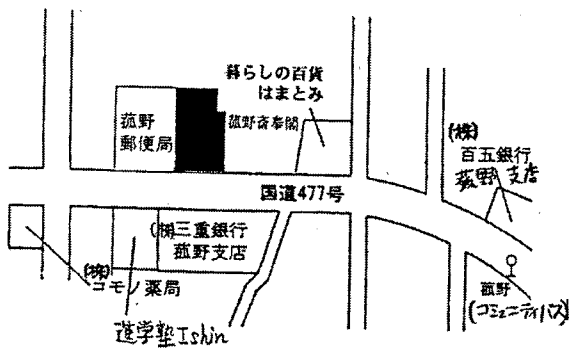 暮らしの百貨
はまとみ
菰野
郵便局
菰野斎奉閣
(株)
百五銀行
菰野支店
国道477号
(株)三重銀行
菰野支店
(株)
コモノ薬局
進学塾Ishin
菰野
(コミュニティバス)